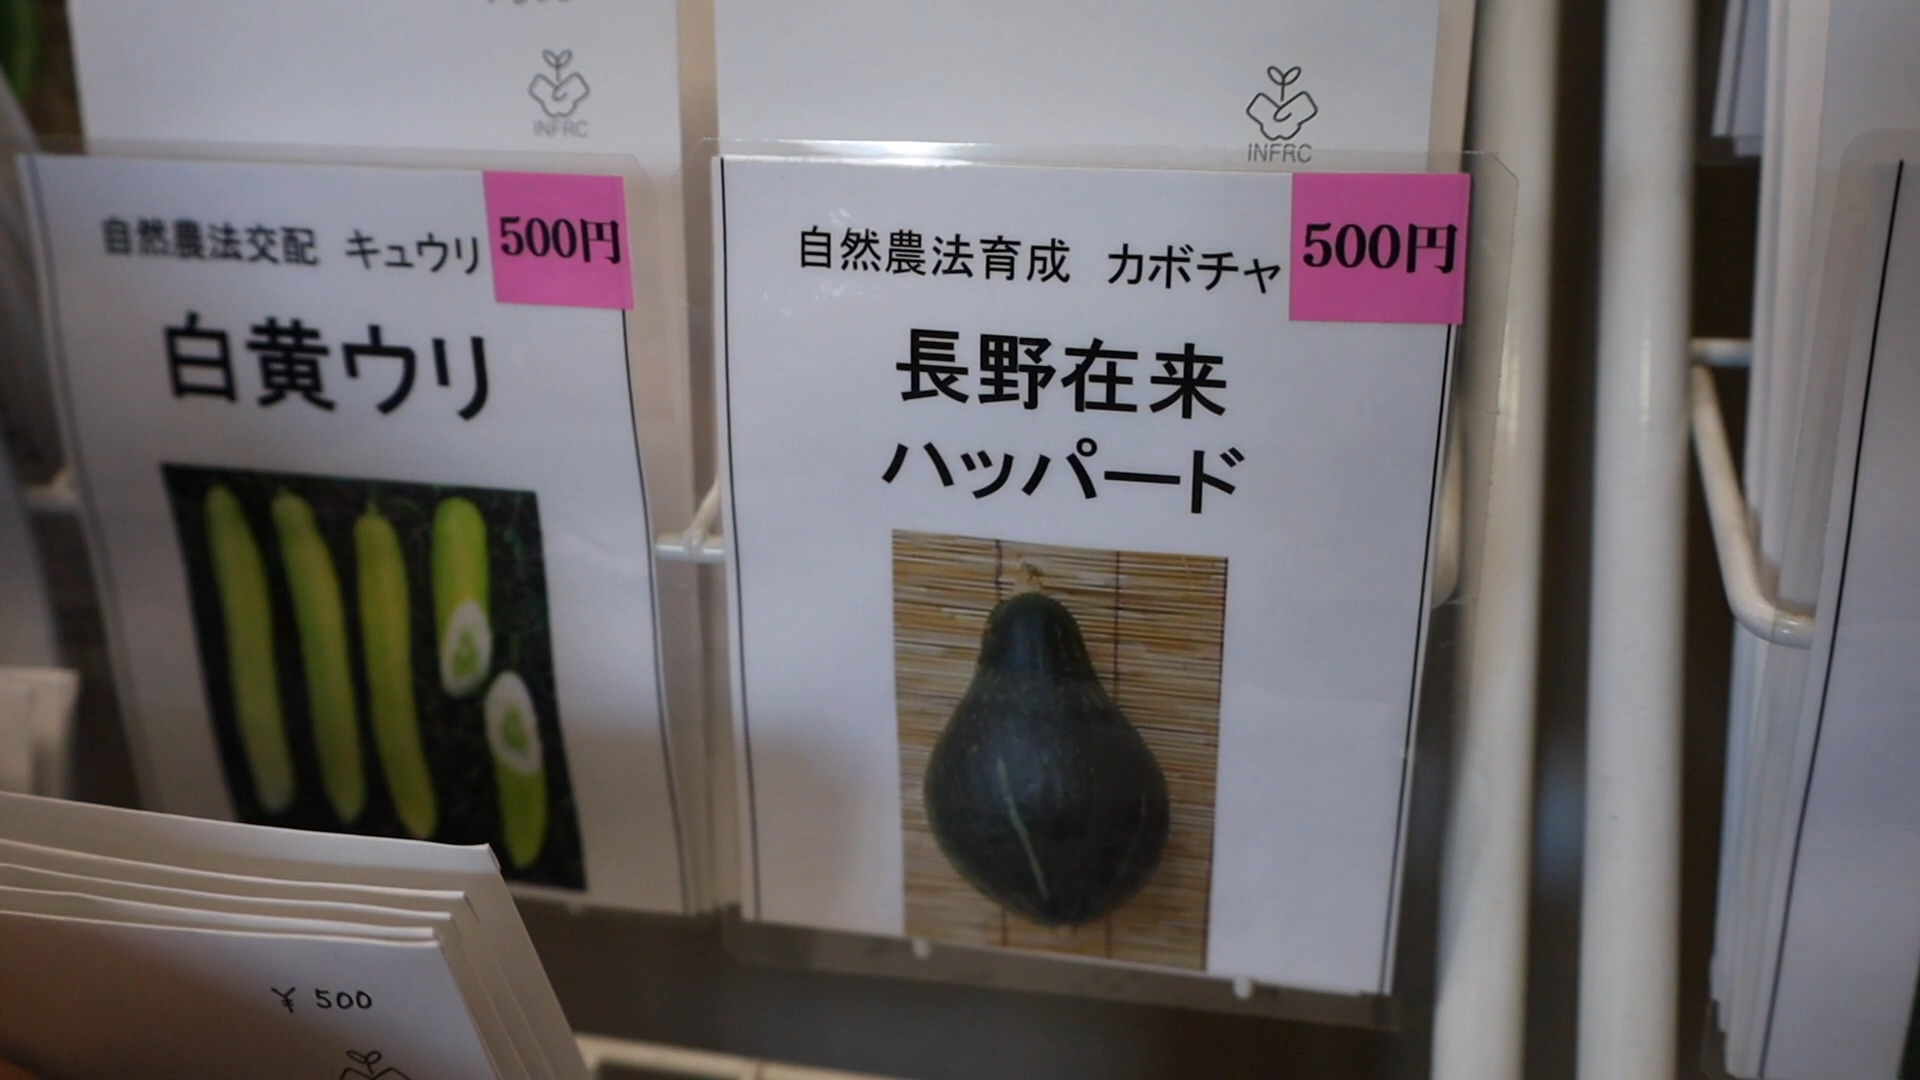 INFRC
INFRC
自然農法交配 キュウリ
500円
白黄ウリ
自然農法育成 カボチャ
500円
長野在来
ハッパード
¥500